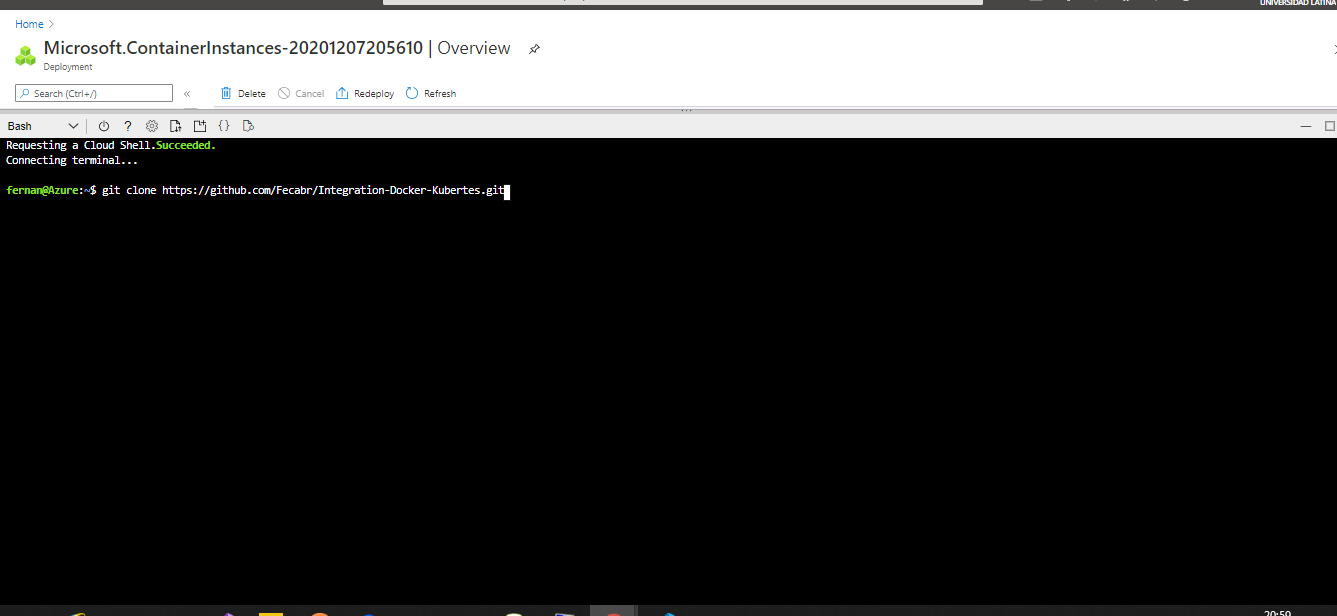 UNIVERSIDAD LATINA
Home >
Microsoft.ContainerInstances-20201207205610 | Overview
Deployment
Search (Ctrl+/) « Delete Cancel Redeploy Refresh
Bash ? {}
Requesting a Cloud Shell.Succeeded.
Connecting terminal...
fernan@Azure:~$ git clone https://github.com/Fecabr/Integration-Docker-Kubertes.git
20:59